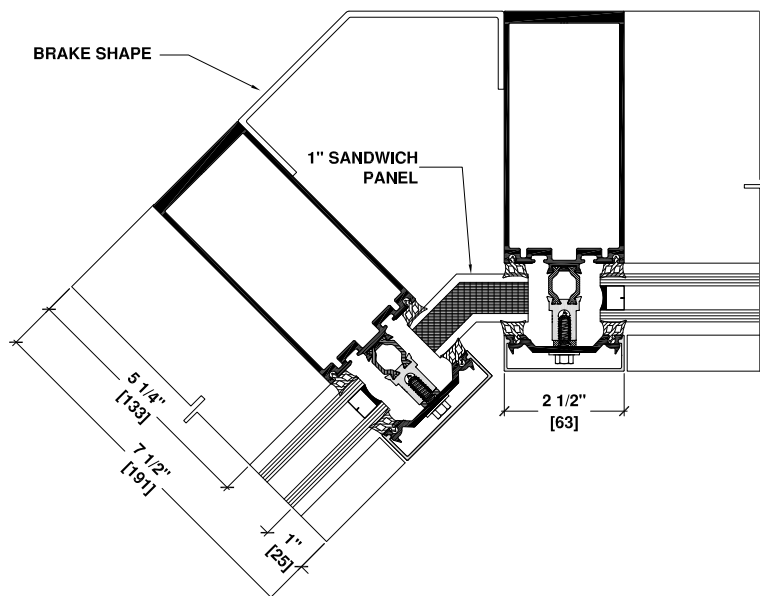 BRAKE SHAPE
1" SANDWICH
PANEL
5 1/4"
[133]
7 1/2"
[191]
1"
[25]
2 1/2"
[63]